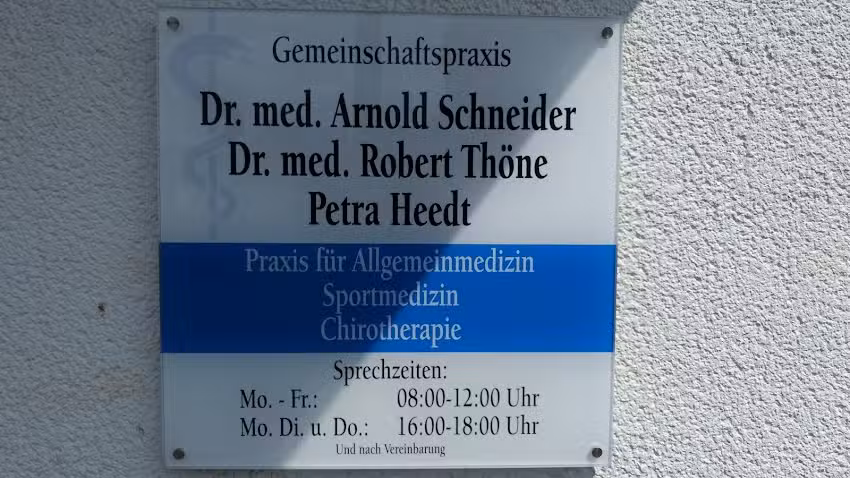 Gemeinschaftspraxis
Dr. med. Arnold Schneider
Dr. med. Robert Thöne
Petra Heedt
Praxis für Allgemeinmedizin
Sportmedizin
Chirotherapie
Sprechzeiten:
Mo. - Fr.: 08:00-12:00 Uhr
Mo. Di. u. Do.: 16:00-18:00 Uhr
Und nach Vereinbarung